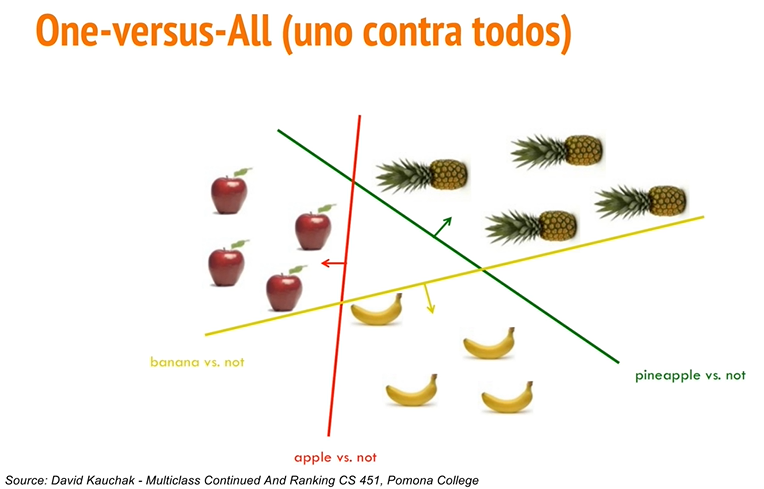 One-versus-All (uno contra todos)
banana vs. not
pineapple vs. not
apple vs. not
Source: David Kauchak - Multiclass Continued And Ranking CS 451, Pomona College